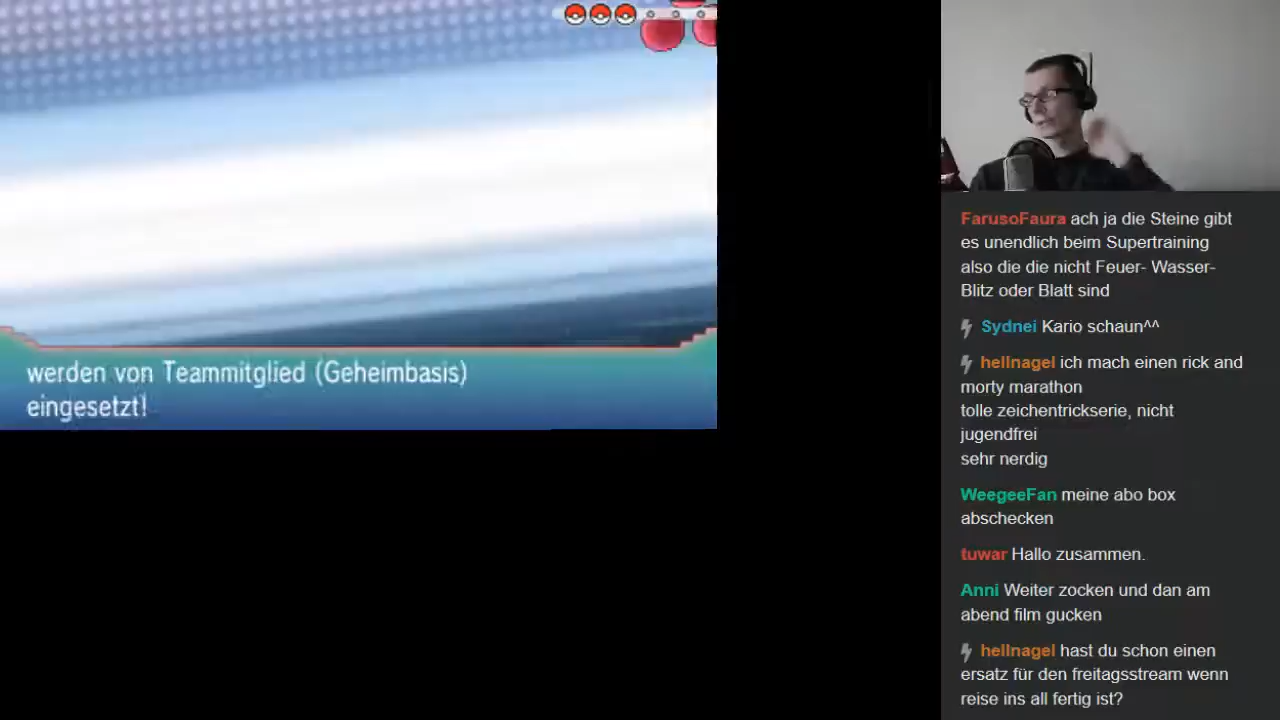 werden von Teammitglied (Geheimbasis)
eingesetzt!
FarusoFaura ach ja die Steine gibt
es unendlich beim Supertraining
also die die nicht Feuer- Wasser-
Blitz oder Blatt sind
Sydnei Kario schaun^^
hellnagel ich mach einen rick and
morty marathon
tolle zeichentrickserie, nicht
jugendfrei
sehr nerdig
WeegeeFan meine abo box
abschecken
tuwar Hallo zusammen.
Anni Weiter zocken und dan am
abend film gucken
hellnagel hast du schon einen
ersatz für den freitagsstream wenn
reise ins all fertig ist?